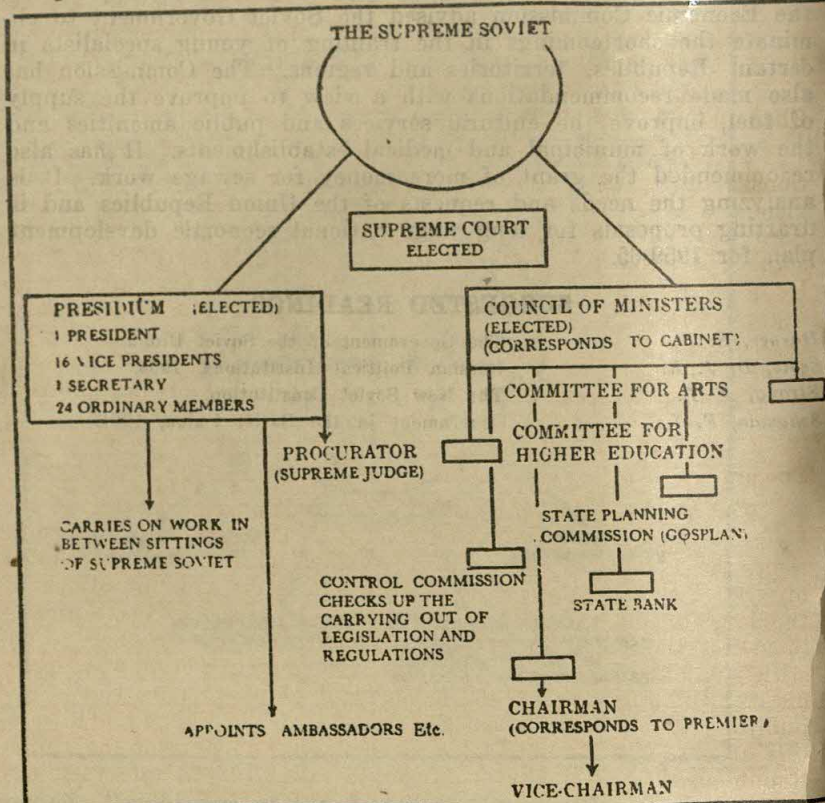 THE SUPREME SOVIET
SUPREME COURT
ELECTED
PRESIDIUM (ELECTED)
1 PRESIDENT
16 VICE PRESIDENTS
1 SECRETARY
24 ORDINARY MEMBERS
COUNCIL OF MINISTERS
(ELECTED)
(CORRESPONDS TO CABINET)
COMMITTEE FOR ARTS
COMMITTEE FOR
HIGHER EDUCATION
PROCURATOR
(SUPREME JUDGE)
CARRIES ON WORK IN
BETWEEN SITTINGS
OF SUPREME SOVIET
STATE PLANNING
COMMISSION (GOSPLAN)
CONTROL COMMISSION
CHECKS UP THE
CARRYING OUT OF
LEGISLATION AND
REGULATIONS
STATE BANK
APPOINTS AMBASSADORS Etc.
CHAIRMAN
(CORRESPONDS TO PREMIER)
VICE-CHAIRMAN